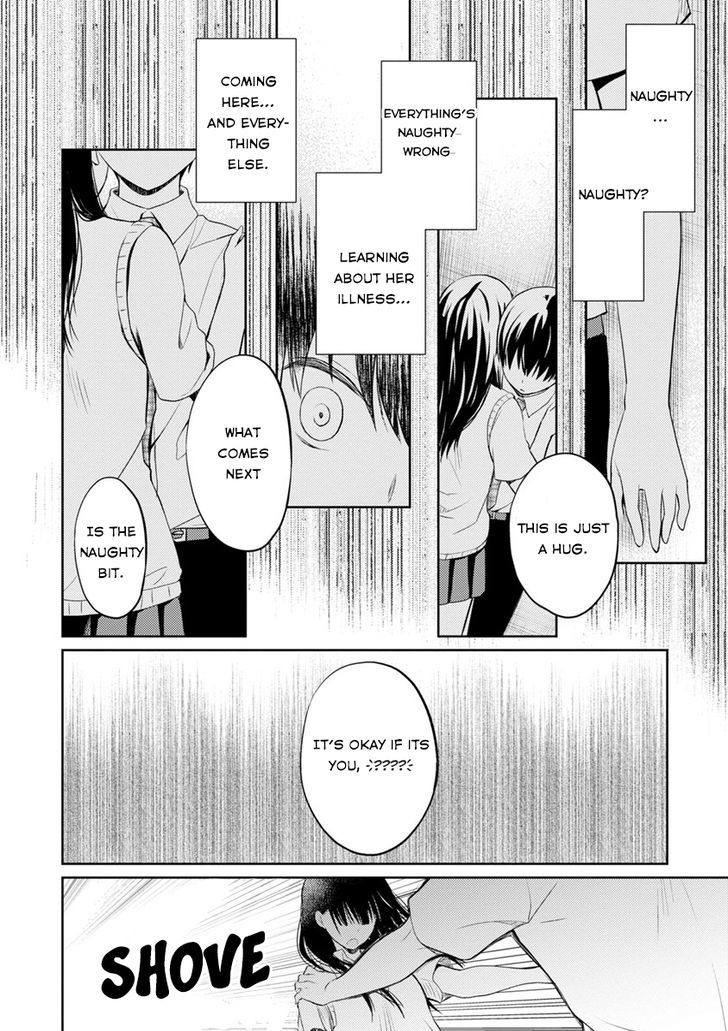 NAUGHTY
...
NAUGHTY?
EVERYTHING'S
NAUGHTY
WRONG
LEARNING
ABOUT HER
ILLNESS...
COMING
HERE...
AND EVERY-
THING
ELSE.
THIS IS JUST
A HUG.
WHAT
COMES
NEXT
IS THE
NAUGHTY
BIT.
IT'S OKAY IF ITS
YOU, -?????-
SHOVE